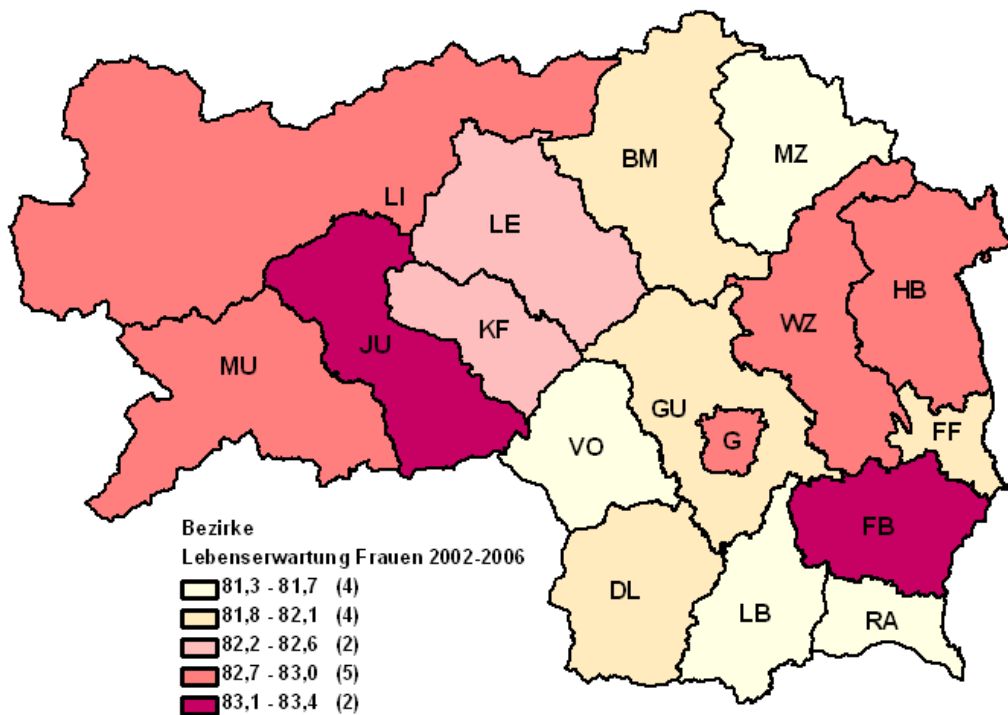 BM
MZ
LI
LE
HB
KF
WZ
JU
MU
GU
FF
G
VO
FB
DL
LB
RA
Bezirke
Lebenserwartung Frauen 2002-2006
81,3 - 81,7 (4)
81,8 - 82,1 (4)
82,2 - 82,6 (2)
82,7 - 83,0 (5)
83,1 - 83,4 (2)